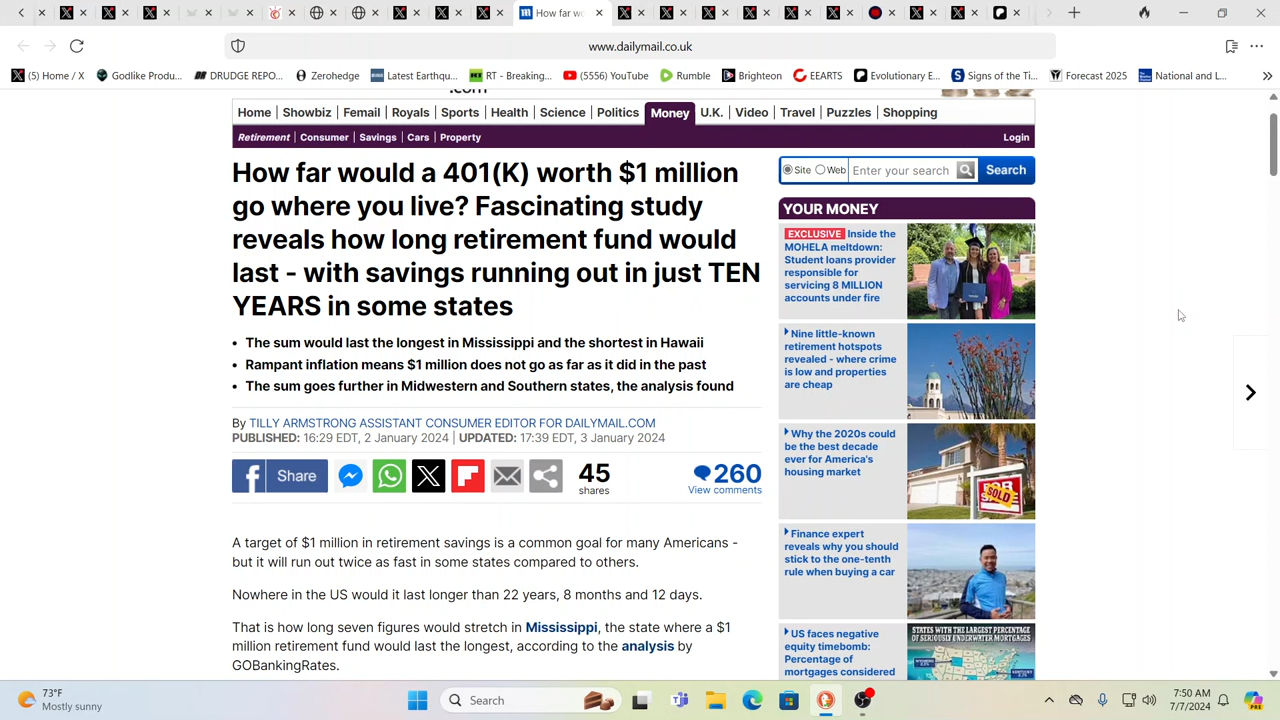 How far wo
www.dailymail.co.uk
(5) Home / X
Godlike Produ...
DRUDGE REPO...
Zerohedge
Latest Earthqu...
RT - Breaking...
(5556) YouTube
Rumble
Brighteon
EEARTS
Evolutionary E...
Signs of the Ti...
Forecast 2025
National and L...
.com
Home Showbiz Femail Royals Sports Health Science Politics Money U.K. Video Travel Puzzles Shopping
Retirement Consumer Savings Cars Property Login
How far would a 401(K) worth $1 million
go where you live? Fascinating study
reveals how long retirement fund would
last - with savings running out in just TEN
YEARS in some states
• The sum would last the longest in Mississippi and the shortest in Hawaii
• Rampant inflation means $1 million does not go as far as it did in the past
• The sum goes further in Midwestern and Southern states, the analysis found
By TILLY ARMSTRONG ASSISTANT CONSUMER EDITOR FOR DAILYMAIL.COM
PUBLISHED: 16:29 EDT, 2 January 2024 | UPDATED: 17:39 EDT, 3 January 2024
Share
45
shares
260
View comments
A target of $1 million in retirement savings is a common goal for many Americans -
but it will run out twice as fast in some states compared to others.
Nowhere in the US would it last longer than 22 years, 8 months and 12 days.
That is how long seven figures would stretch in Mississippi, the state where a $1
million retirement fund would last the longest, according to the analysis by
GOBankingRates.
Site Web Enter your search Search
YOUR MONEY
EXCLUSIVE Inside the
MOHELA meltdown:
Student loans provider
responsible for
servicing 8 MILLION
accounts under fire
Nine little-known
retirement hotspots
revealed - where crime
is low and properties
are cheap
Why the 2020s could
be the best decade
ever for America's
housing market
FOR
SALE
SOLD
Finance expert
reveals why you should
stick to the one-tenth
rule when buying a car
US faces negative
equity timebomb:
Percentage of
mortgages considered
STATES WITH THE LARGEST PERCENTAGE
OF SERIOUSLY UNDERWATER MORTGAGES
73°F
Mostly sunny
Search
7:50 AM
7/7/2024
PRE